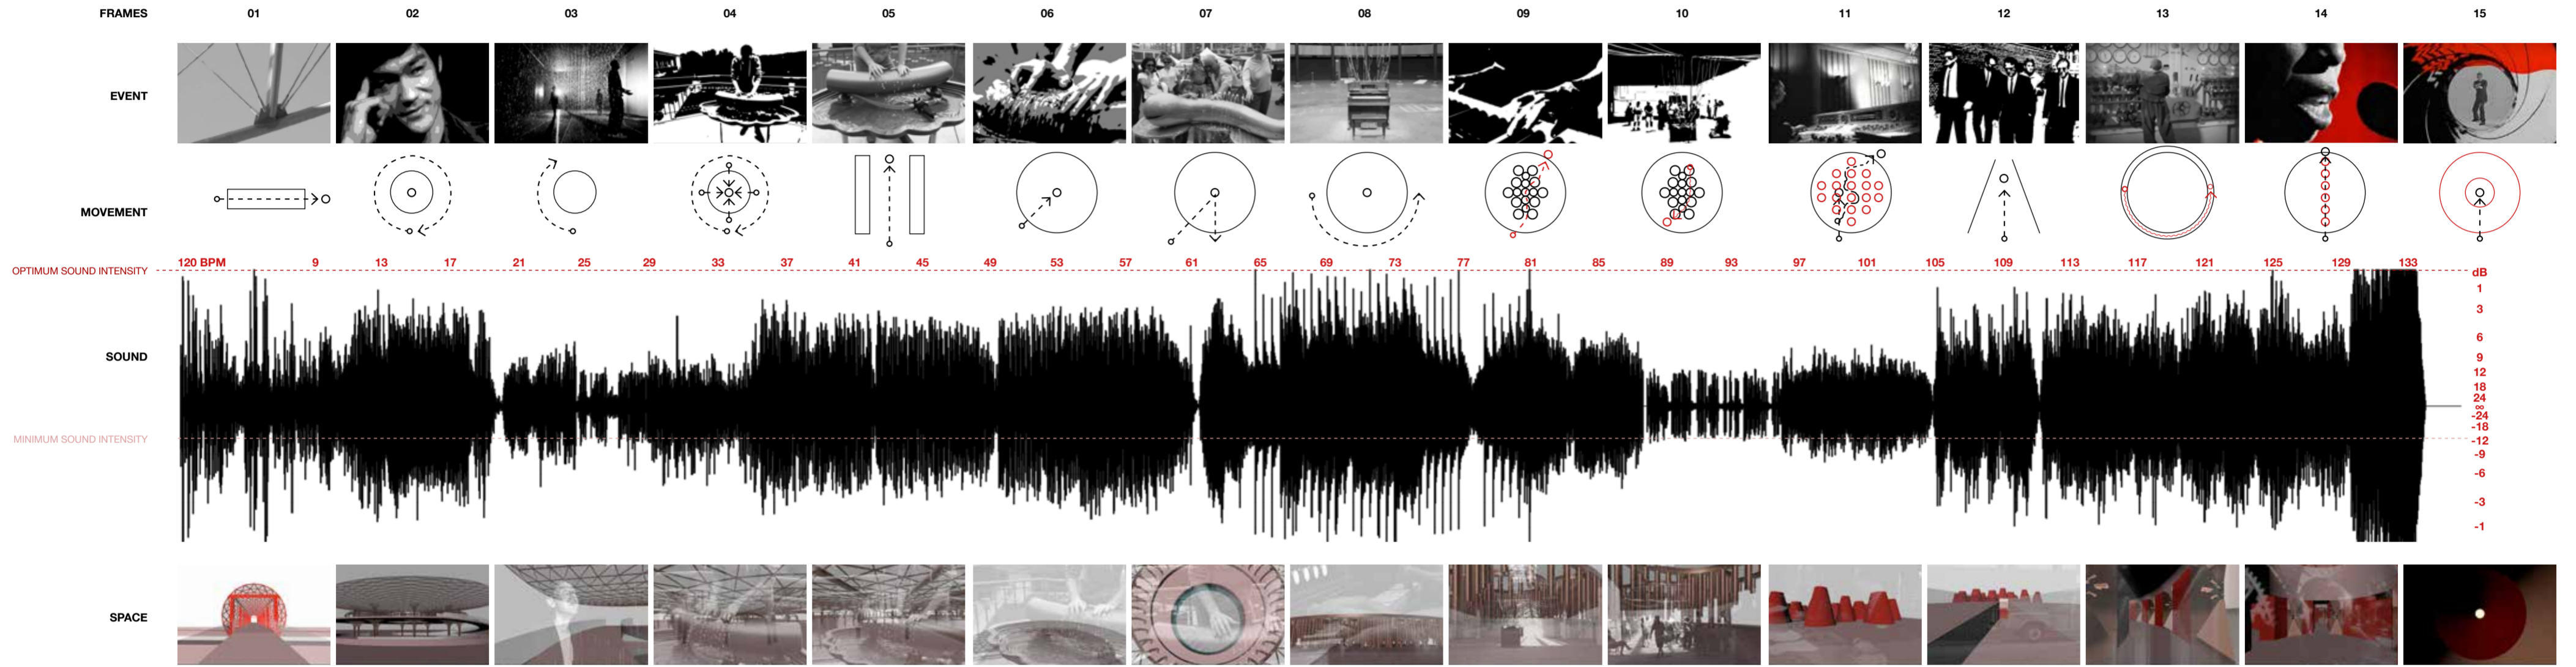 FRAMES 01 02 03 04 05 06 07 08 09 10 11 12 13 14 15
EVENT
MOVEMENT
120 BPM 9 13 17 21 25 29 33 37 41 45 49 53 57 61 65 69 73 77 81 85 89 93 97 101 105 109 113 117 121 125 129 133
OPTIMUM SOUND INTENSITY
dB
1
3
6
SOUND
9
12
18
24
∞
-24
-18
MINIMUM SOUND INTENSITY
-12
-9
-6
-3
-1
SPACE